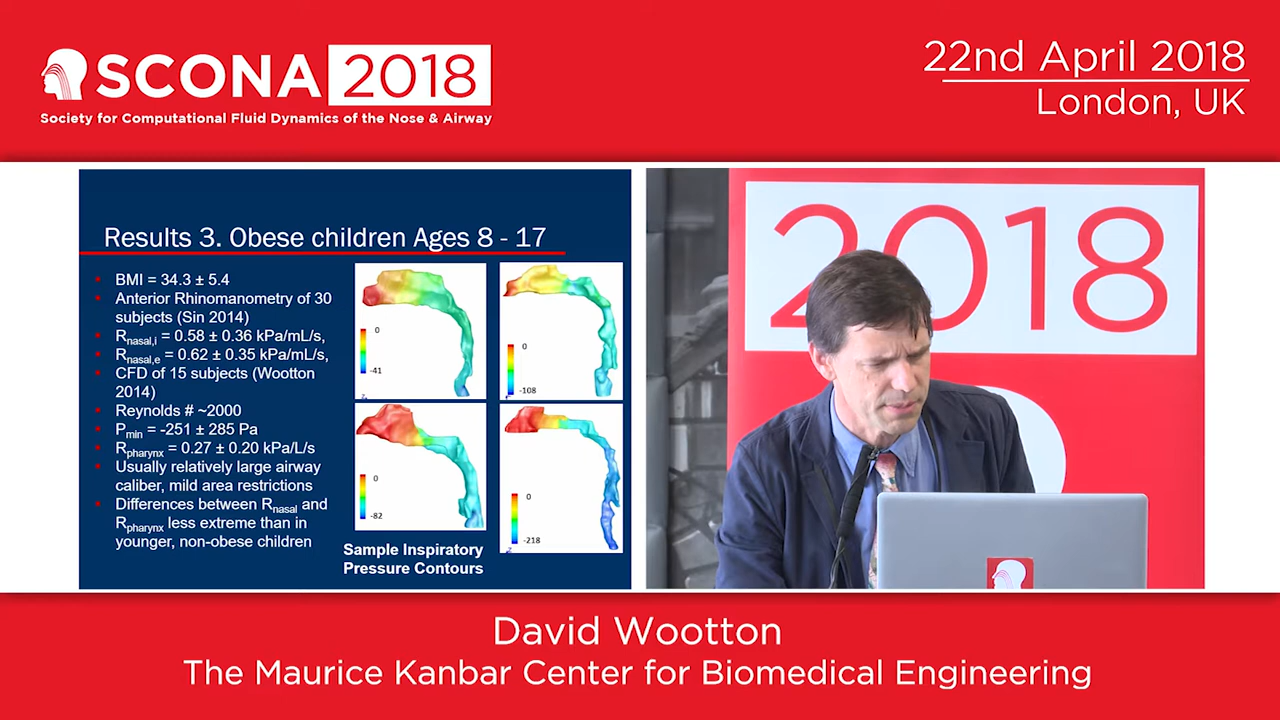 SCONA 2018
Society for Computational Fluid Dynamics of the Nose & Airway
22nd April 2018
London, UK
Results 3. Obese children Ages 8 - 17
BMI = 34.3 ± 5.4
Anterior Rhinomanometry of 30
subjects (Sin 2014)
Rnasal,i = 0.58 ± 0.36 kPa/mL/s,
Rnasal,e = 0.62 ± 0.35 kPa/mL/s,
CFD of 15 subjects (Wootton
2014)
Reynolds # ~2000
Pmin = -251 ± 285 Pa
Rpharynx = 0.27 ± 0.20 kPa/L/s
Usually relatively large airway
caliber, mild area restrictions
Differences between Rnasal and
Rpharynx less extreme than in
younger, non-obese children
0
-41
0
-108
0
-82
0
-218
Sample Inspiratory
Pressure Contours
2018
David Wootton
The Maurice Kanbar Center for Biomedical Engineering